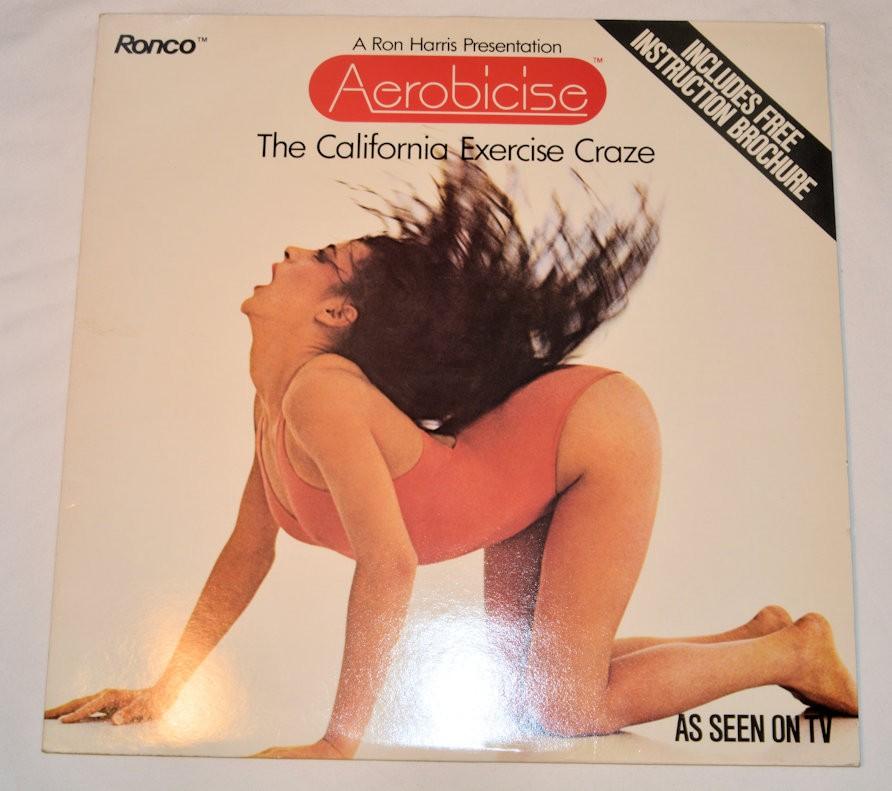 Ronco™
A Ron Harris Presentation
Aerobicise™
The California Exercise Craze
INCLUDES FREE
INSTRUCTION BROCHURE
AS SEEN ON TV